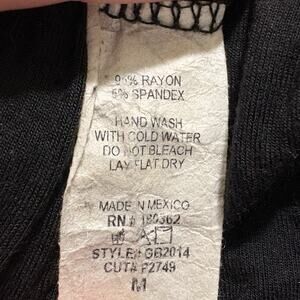 95% RAYON
5% SPANDEX
HAND WASH
WITH COLD WATER
DO NOT BLEACH
LAY FLAT DRY
MADE IN MEXICO
RN #
STYLE# GB2014
CUT# F2749
M